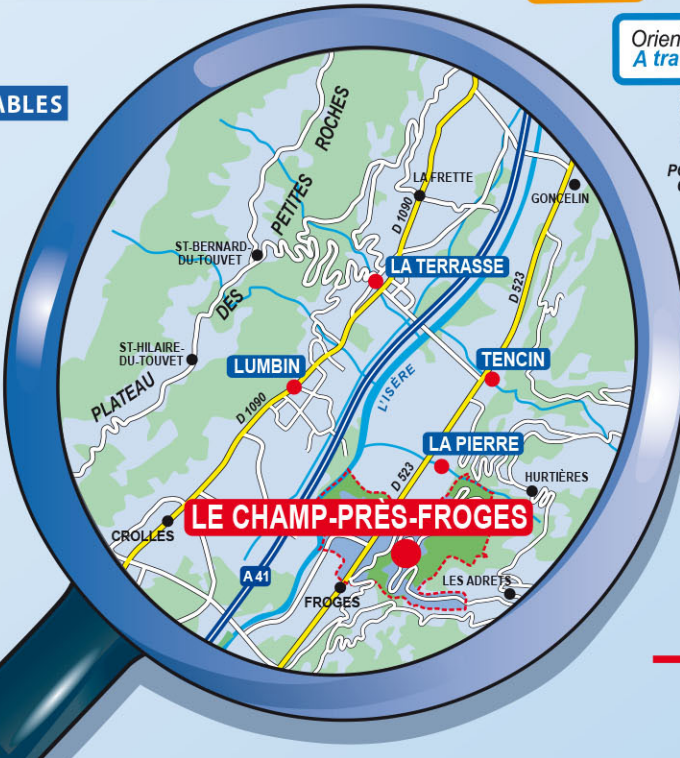 Orien
A tra
ABLES
PLATEAU DES PETITES ROCHES
LA FRETTE
GONCELIN
D 1090
ST-BERNARD-
DU-TOUVET
LA TERRASSE
D 523
ST-HILAIRE-
DU-TOUVET
LUMBIN
TENCIN
L'ISÈRE
D 1090
LA PIERRE
D 523
HURTIÈRES
LE CHAMP-PRÈS-FROGES
CROLLES
A 41
FROGES
LES ADRETS